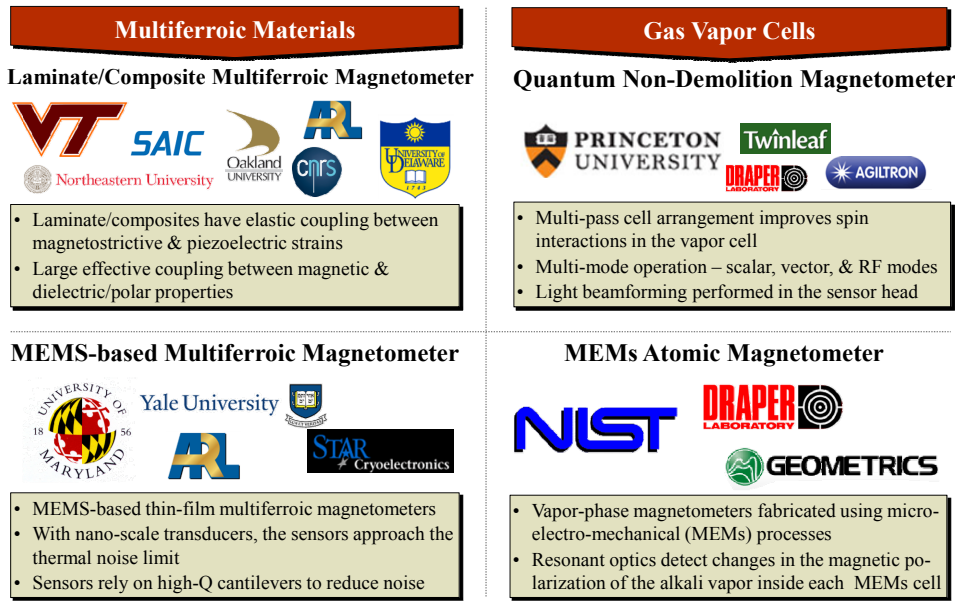 Multiferroic Materials
Laminate/Composite Multiferroic Magnetometer
VT
SAIC
Oakland
UNIVERSITY
ARL
cnrs
UNIVERSITY OF
DELAWARE
1743
Northeastern University
• Laminate/composites have elastic coupling between
magnetostrictive & piezoelectric strains
• Large effective coupling between magnetic &
dielectric/polar properties
Gas Vapor Cells
Quantum Non-Demolition Magnetometer
PRINCETON
UNIVERSITY
Twinleaf
DRAPER
LABORATORY
AGILTRON
• Multi-pass cell arrangement improves spin
interactions in the vapor cell
• Multi-mode operation – scalar, vector, & RF modes
• Light beamforming performed in the sensor head
MEMS-based Multiferroic Magnetometer
UNIVERSITY OF
18 56
MARYLAND
Yale University
ARL
STAR
Cryoelectronics
• MEMS-based thin-film multiferroic magnetometers
• With nano-scale transducers, the sensors approach the
thermal noise limit
• Sensors rely on high-Q cantilevers to reduce noise
MEMs Atomic Magnetometer
NIST
DRAPER
LABORATORY
GEOMETRICS
• Vapor-phase magnetometers fabricated using micro-
electro-mechanical (MEMs) processes
• Resonant optics detect changes in the magnetic po-
larization of the alkali vapor inside each MEMs cell